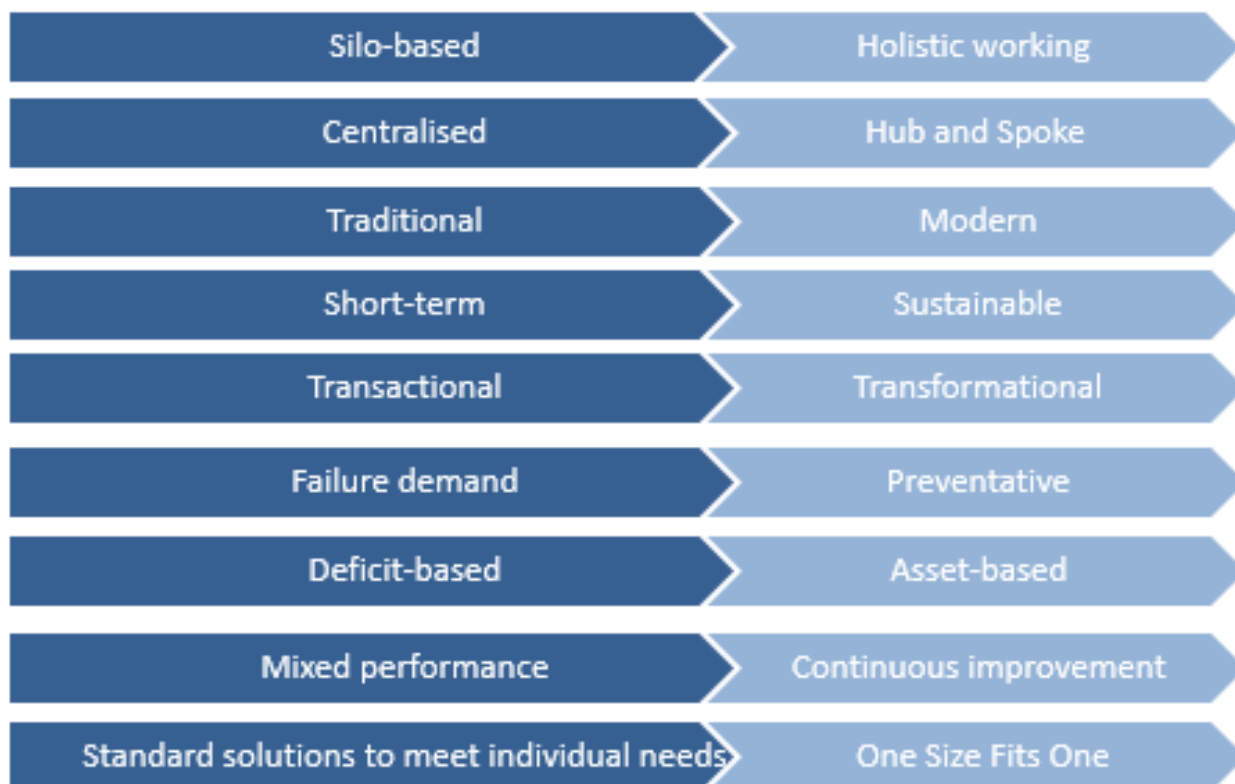 Silo-based
Holistic working
Centralised
Hub and Spoke
Traditional
Modern
Short-term
Sustainable
Transactional
Transformational
Failure demand
Preventative
Deficit-based
Asset-based
Mixed performance
Continuous improvement
Standard solutions to meet individual needs
One Size Fits One